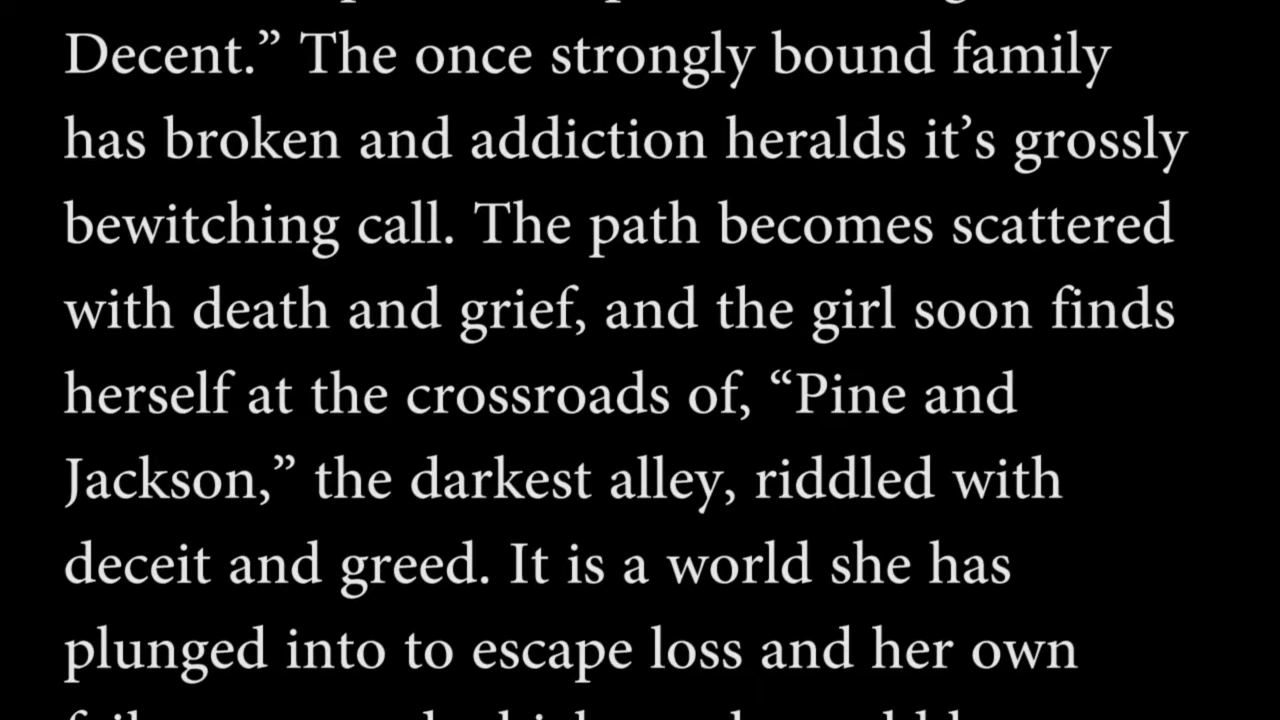 Decent.” The once strongly bound family
has broken and addiction heralds it’s grossly
bewitching call. The path becomes scattered
with death and grief, and the girl soon finds
herself at the crossroads of, “Pine and
Jackson,” the darkest alley, riddled with
deceit and greed. It is a world she has
plunged into to escape loss and her own